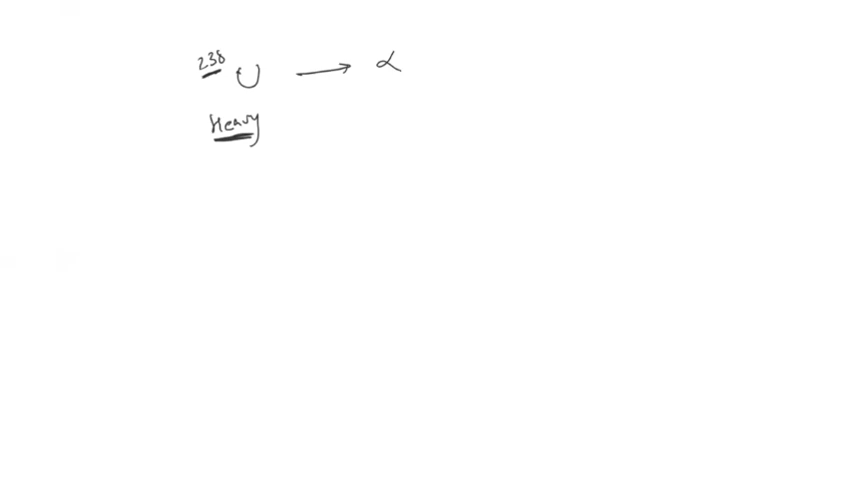 ²³⁸U → α
Heavy